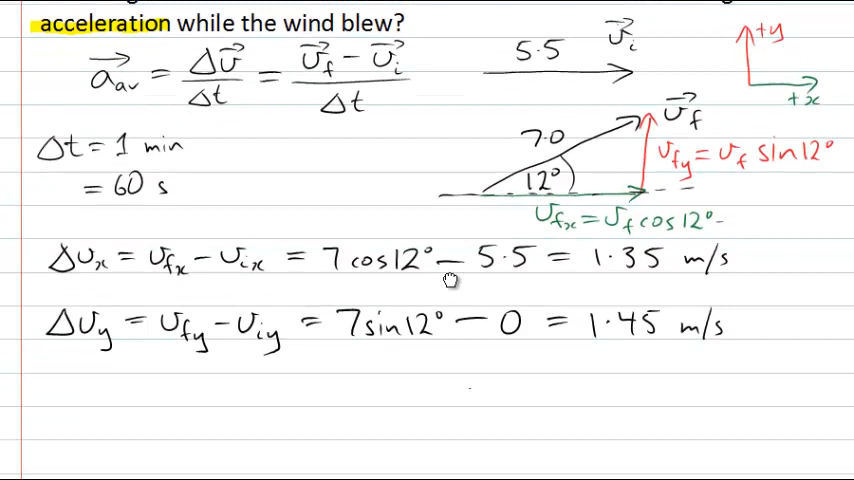 acceleration while the wind blew?
a⃗av = Δv⃗/Δt = (v⃗f − v⃗i)/Δt
5.5 v⃗i
+y
+x
Δt = 1 min
= 60 s
7.0 v⃗f
12°
vfy = vf sin12°
vfx = vf cos12°
Δvx = vfx − vix = 7 cos12° − 5.5 = 1.35 m/s
Δvy = vfy − viy = 7sin12° − 0 = 1.45 m/s